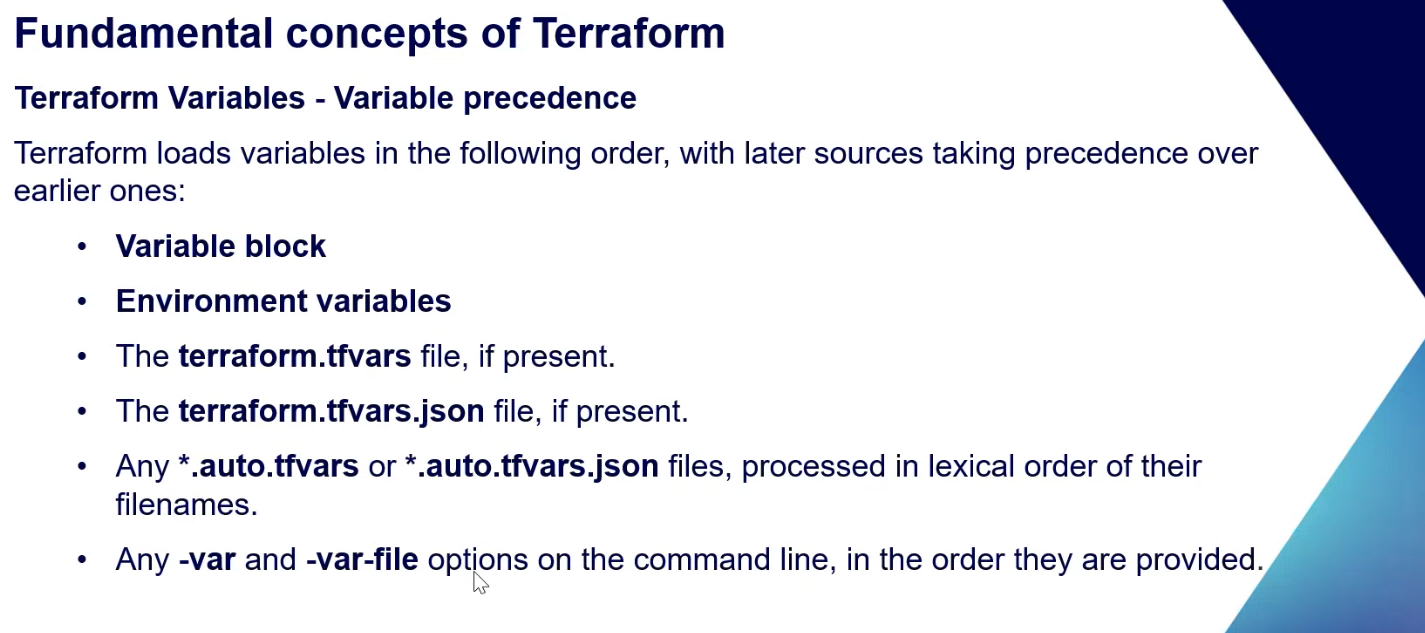 Fundamental concepts of Terraform
Terraform Variables - Variable precedence
Terraform loads variables in the following order, with later sources taking precedence over
earlier ones:
• Variable block
• Environment variables
• The terraform.tfvars file, if present.
• The terraform.tfvars.json file, if present.
• Any *.auto.tfvars or *.auto.tfvars.json files, processed in lexical order of their
filenames.
• Any -var and -var-file options on the command line, in the order they are provided.